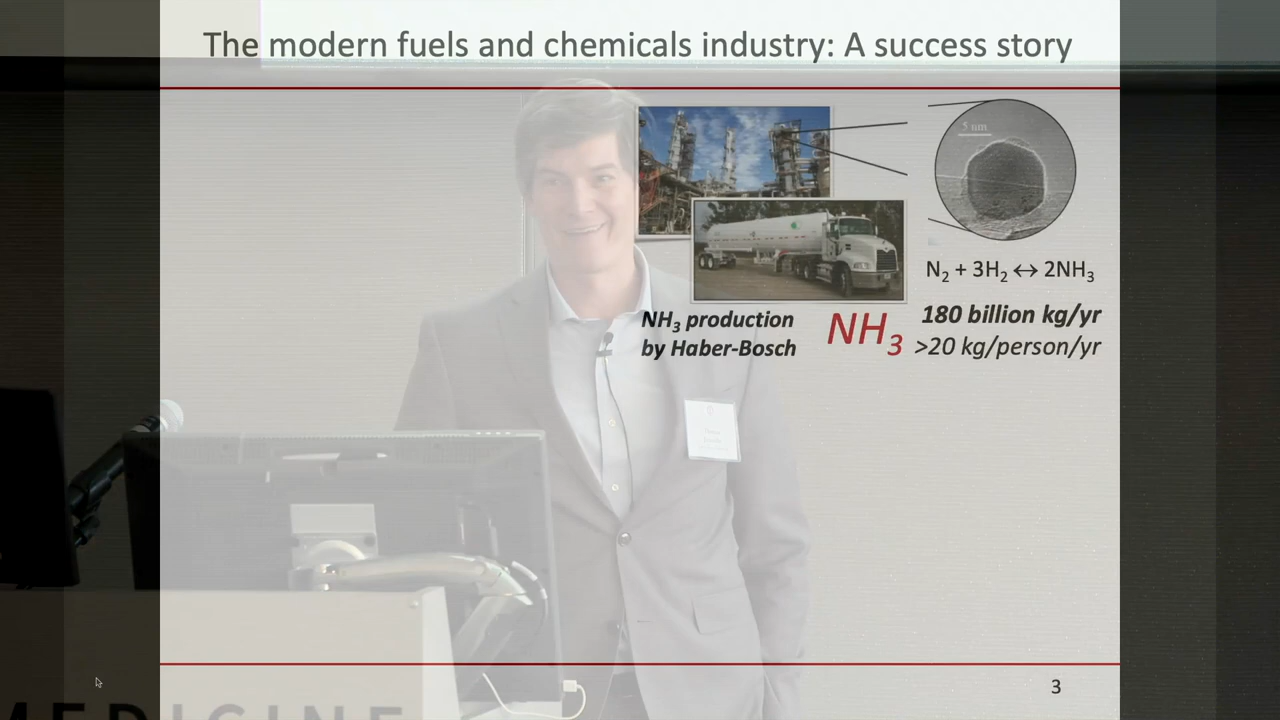 The modern fuels and chemicals industry: A success story
5 nm
N₂ + 3H₂ ↔ 2NH₃
NH₃ production
by Haber-Bosch
NH₃
180 billion kg/yr
>20 kg/person/yr
3
MEDICINE